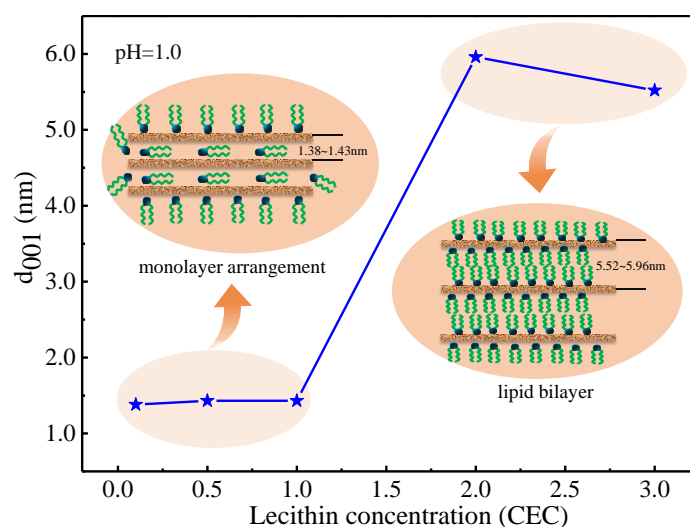 6.0
5.0
4.0
3.0
2.0
1.0
d001 (nm)
pH=1.0
1.38~1.43nm
monolayer arrangement
5.52~5.96nm
lipid bilayer
0.0 0.5 1.0 1.5 2.0 2.5 3.0
Lecithin concentration (CEC)